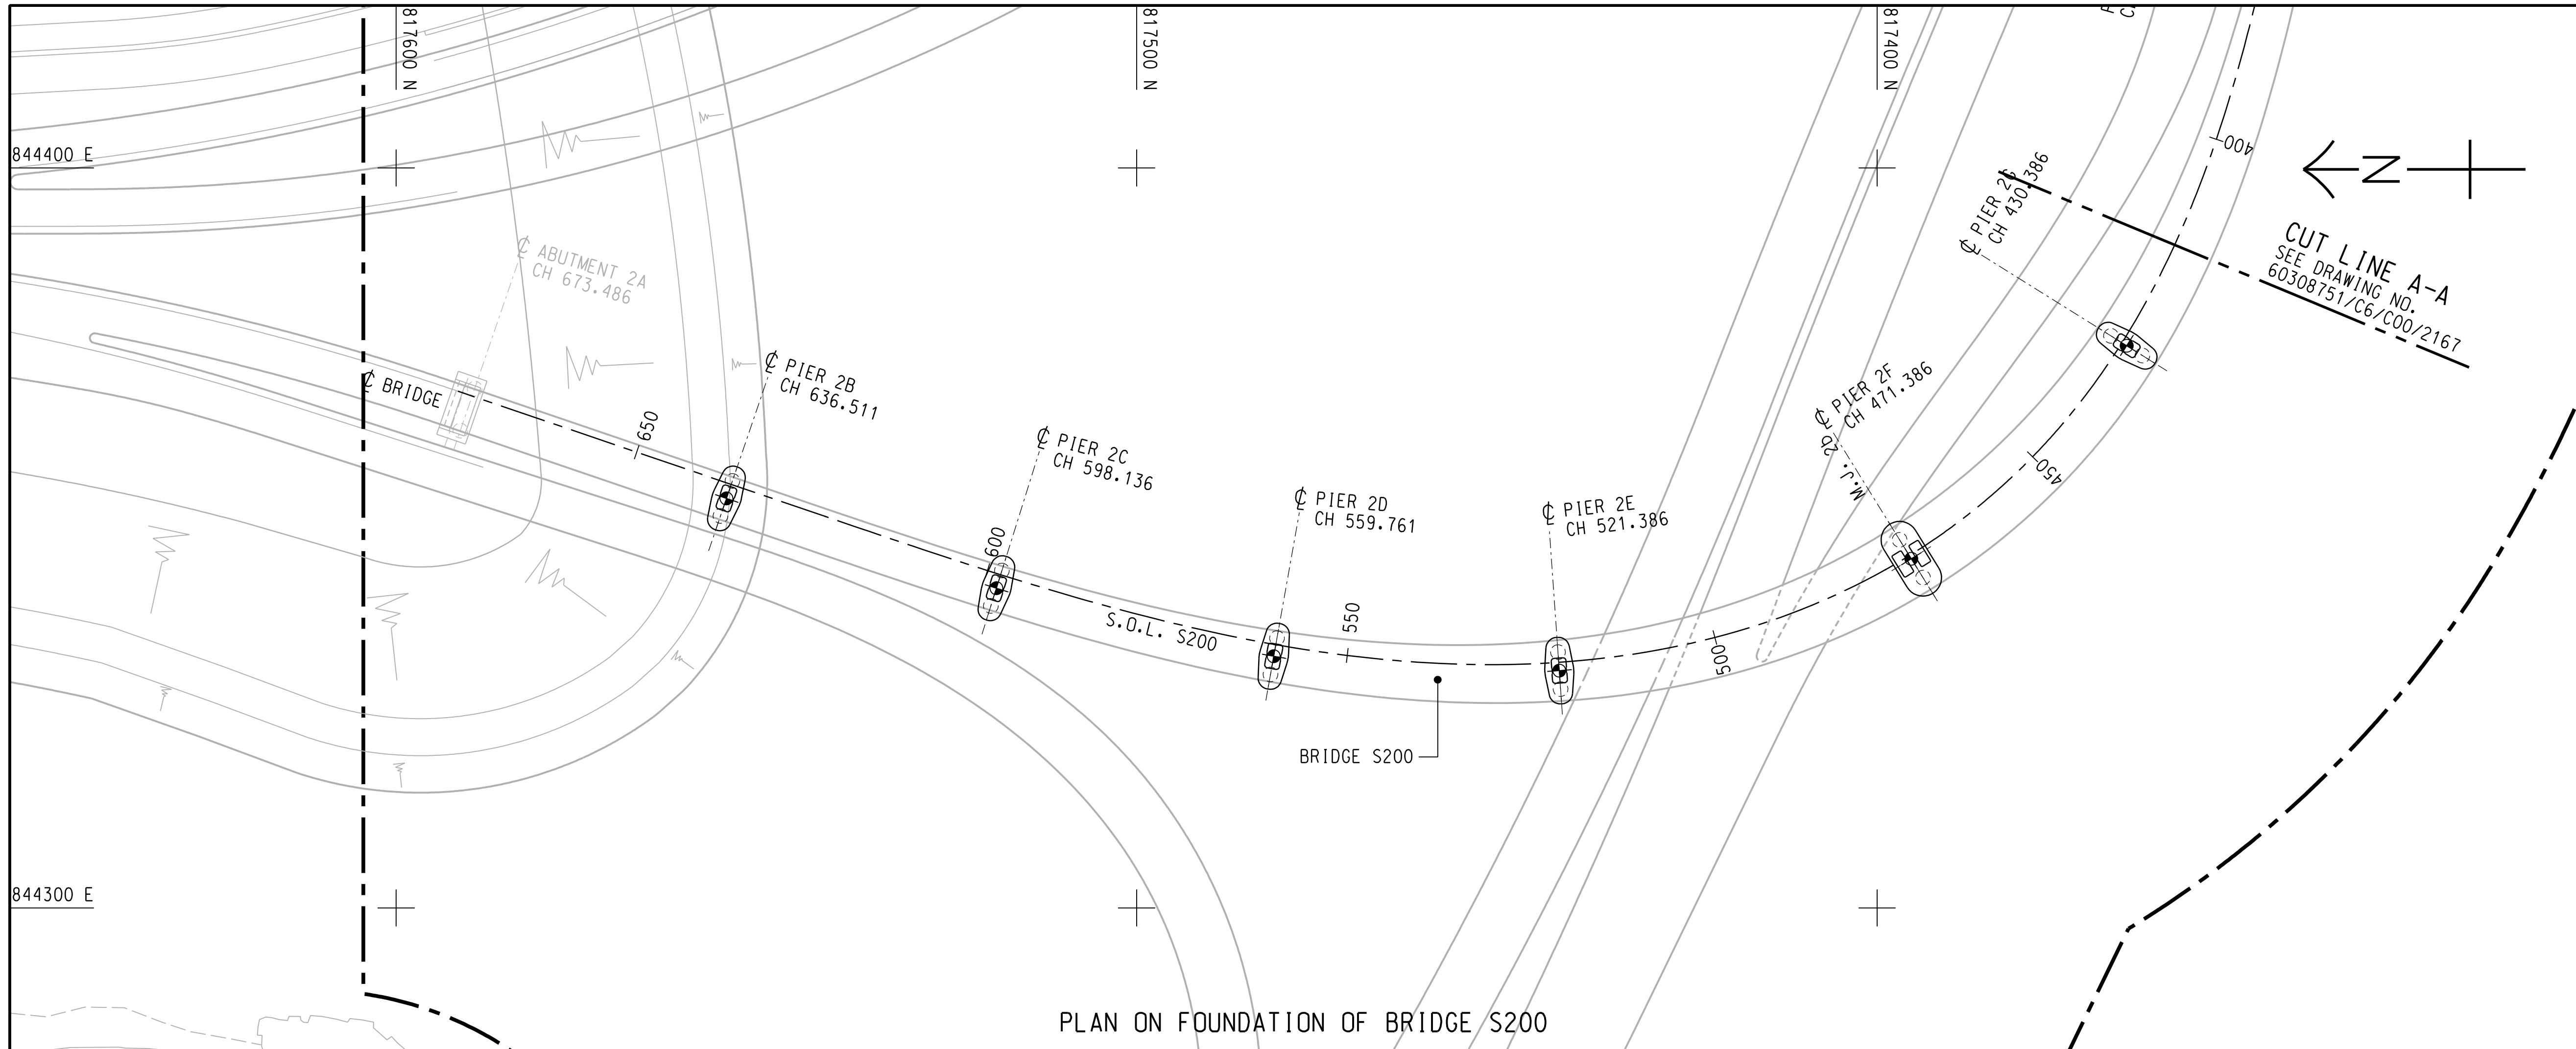 817600 N
817500 N
817400 N
844400 E
400
N
℄ PIER 2G
CH 430.386
CUT LINE A-A
SEE DRAWING NO.
60308751/C6/C00/2167
℄ ABUTMENT 2A
CH 673.486
℄ BRIDGE
650
℄ PIER 2B
CH 636.511
℄ PIER 2C
CH 598.136
600
℄ PIER 2D
CH 559.761
℄ PIER 2E
CH 521.386
℄ PIER 2F
CH 471.386
M.J. 2b
450
S.O.L. S200
550
500
BRIDGE S200
844300 E
PLAN ON FOUNDATION OF BRIDGE S200